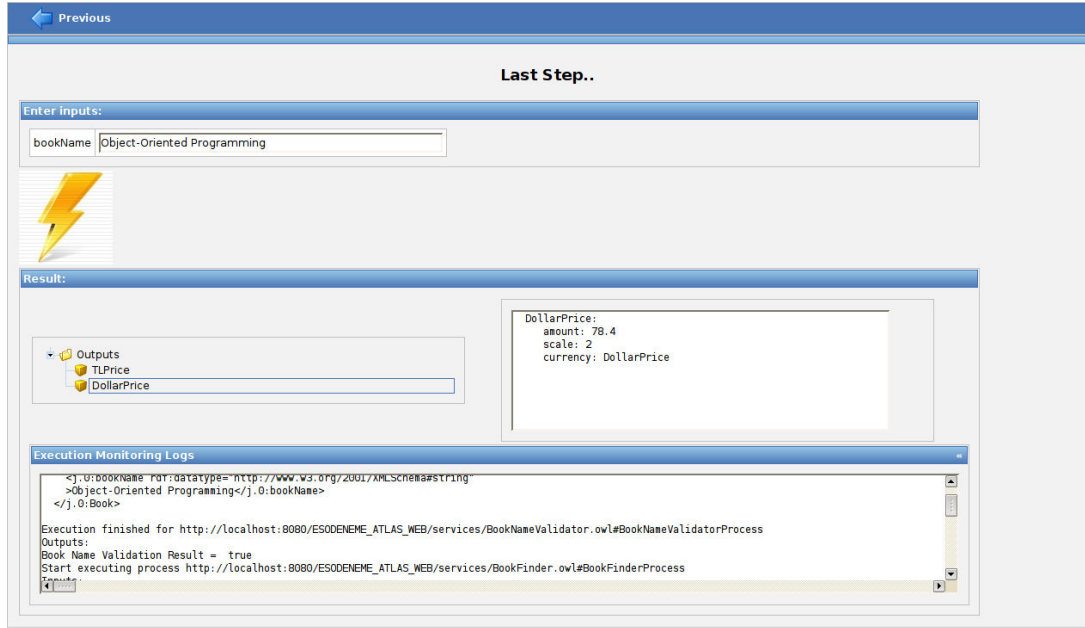 Previous
Last Step..
Enter inputs:
bookName Object-Oriented Programming
Result:
Outputs
TLPrice
DollarPrice
DollarPrice:
amount: 78.4
scale: 2
currency: DollarPrice
Execution Monitoring Logs
<j.0:bookName rdf:datatype="http://www.w3.org/2001/XMLSchema#string"
>Object-Oriented Programming</j.0:bookName>
</j.0:Book>
Execution finished for http://localhost:8080/ESODENEME_ATLAS_WEB/services/BookNameValidator.owl#BookNameValidatorProcess
Outputs:
Book Name Validation Result = true
Start executing process http://localhost:8080/ESODENEME_ATLAS_WEB/services/BookFinder.owl#BookFinderProcess
Inputs: